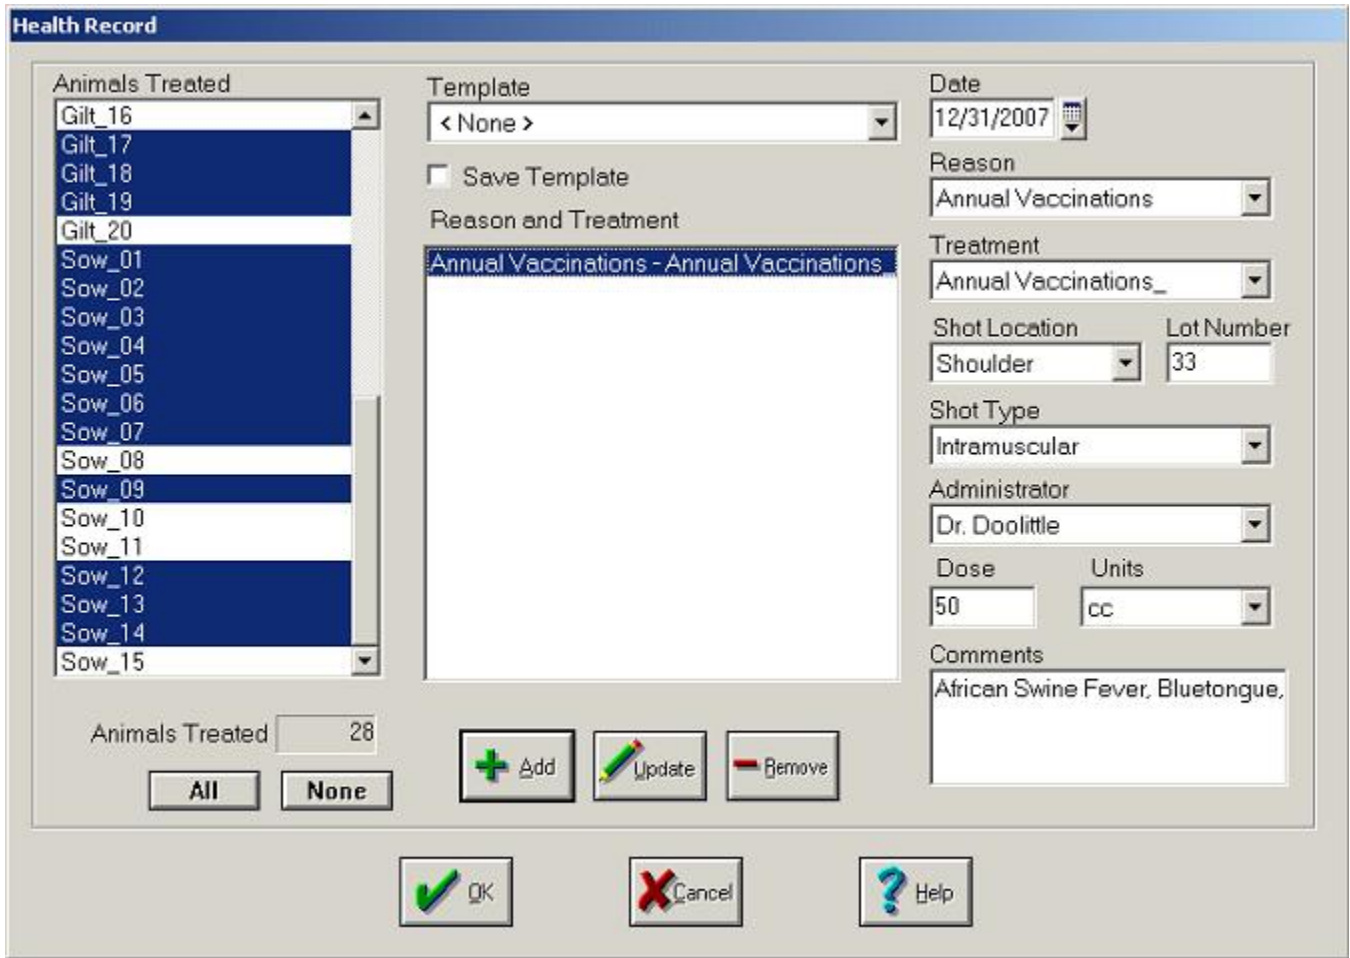 Health Record
Animals Treated
Gilt_16
Gilt_17
Gilt_18
Gilt_19
Gilt_20
Sow_01
Sow_02
Sow_03
Sow_04
Sow_05
Sow_06
Sow_07
Sow_08
Sow_09
Sow_10
Sow_11
Sow_12
Sow_13
Sow_14
Sow_15
Animals Treated 28
All None
Template
< None >
Save Template
Reason and Treatment
Annual Vaccinations - Annual Vaccinations_
Add Update Remove
Date
12/31/2007
Reason
Annual Vaccinations
Treatment
Annual Vaccinations_
Shot Location Lot Number
Shoulder 33
Shot Type
Intramuscular
Administrator
Dr. Doolittle
Dose Units
50 cc
Comments
African Swine Fever, Bluetongue,
OK Cancel Help